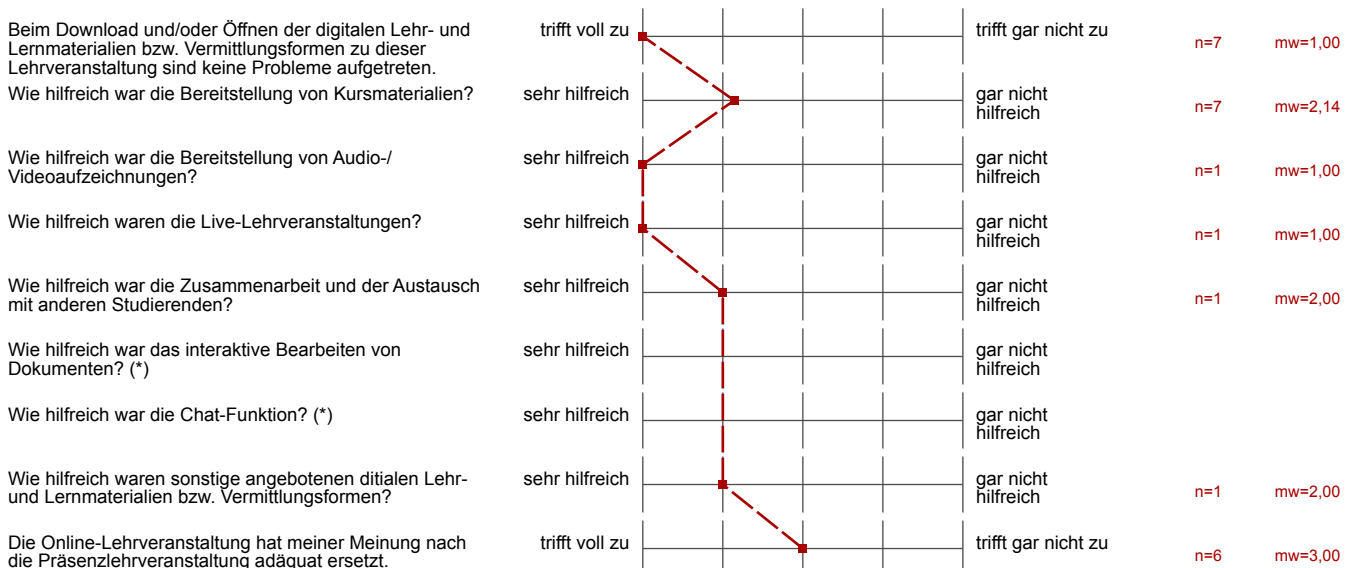 Beim Download und/oder Öffnen der digitalen Lehr- und
Lernmaterialien bzw. Vermittlungsformen zu dieser
Lehrveranstaltung sind keine Probleme aufgetreten.
trifft voll zu
trifft gar nicht zu
n=7
mw=1,00
Wie hilfreich war die Bereitstellung von Kursmaterialien?
sehr hilfreich
gar nicht
hilfreich
n=7
mw=2,14
Wie hilfreich war die Bereitstellung von Audio-/
Videoaufzeichnungen?
sehr hilfreich
gar nicht
hilfreich
n=1
mw=1,00
Wie hilfreich waren die Live-Lehrveranstaltungen?
sehr hilfreich
gar nicht
hilfreich
n=1
mw=1,00
Wie hilfreich war die Zusammenarbeit und der Austausch
mit anderen Studierenden?
sehr hilfreich
gar nicht
hilfreich
n=1
mw=2,00
Wie hilfreich war das interaktive Bearbeiten von
Dokumenten? (*)
sehr hilfreich
gar nicht
hilfreich
Wie hilfreich war die Chat-Funktion? (*)
sehr hilfreich
gar nicht
hilfreich
Wie hilfreich waren sonstige angebotenen ditialen Lehr-
und Lernmaterialien bzw. Vermittlungsformen?
sehr hilfreich
gar nicht
hilfreich
n=1
mw=2,00
Die Online-Lehrveranstaltung hat meiner Meinung nach
die Präsenzlehrveranstaltung adäquat ersetzt.
trifft voll zu
trifft gar nicht zu
n=6
mw=3,00